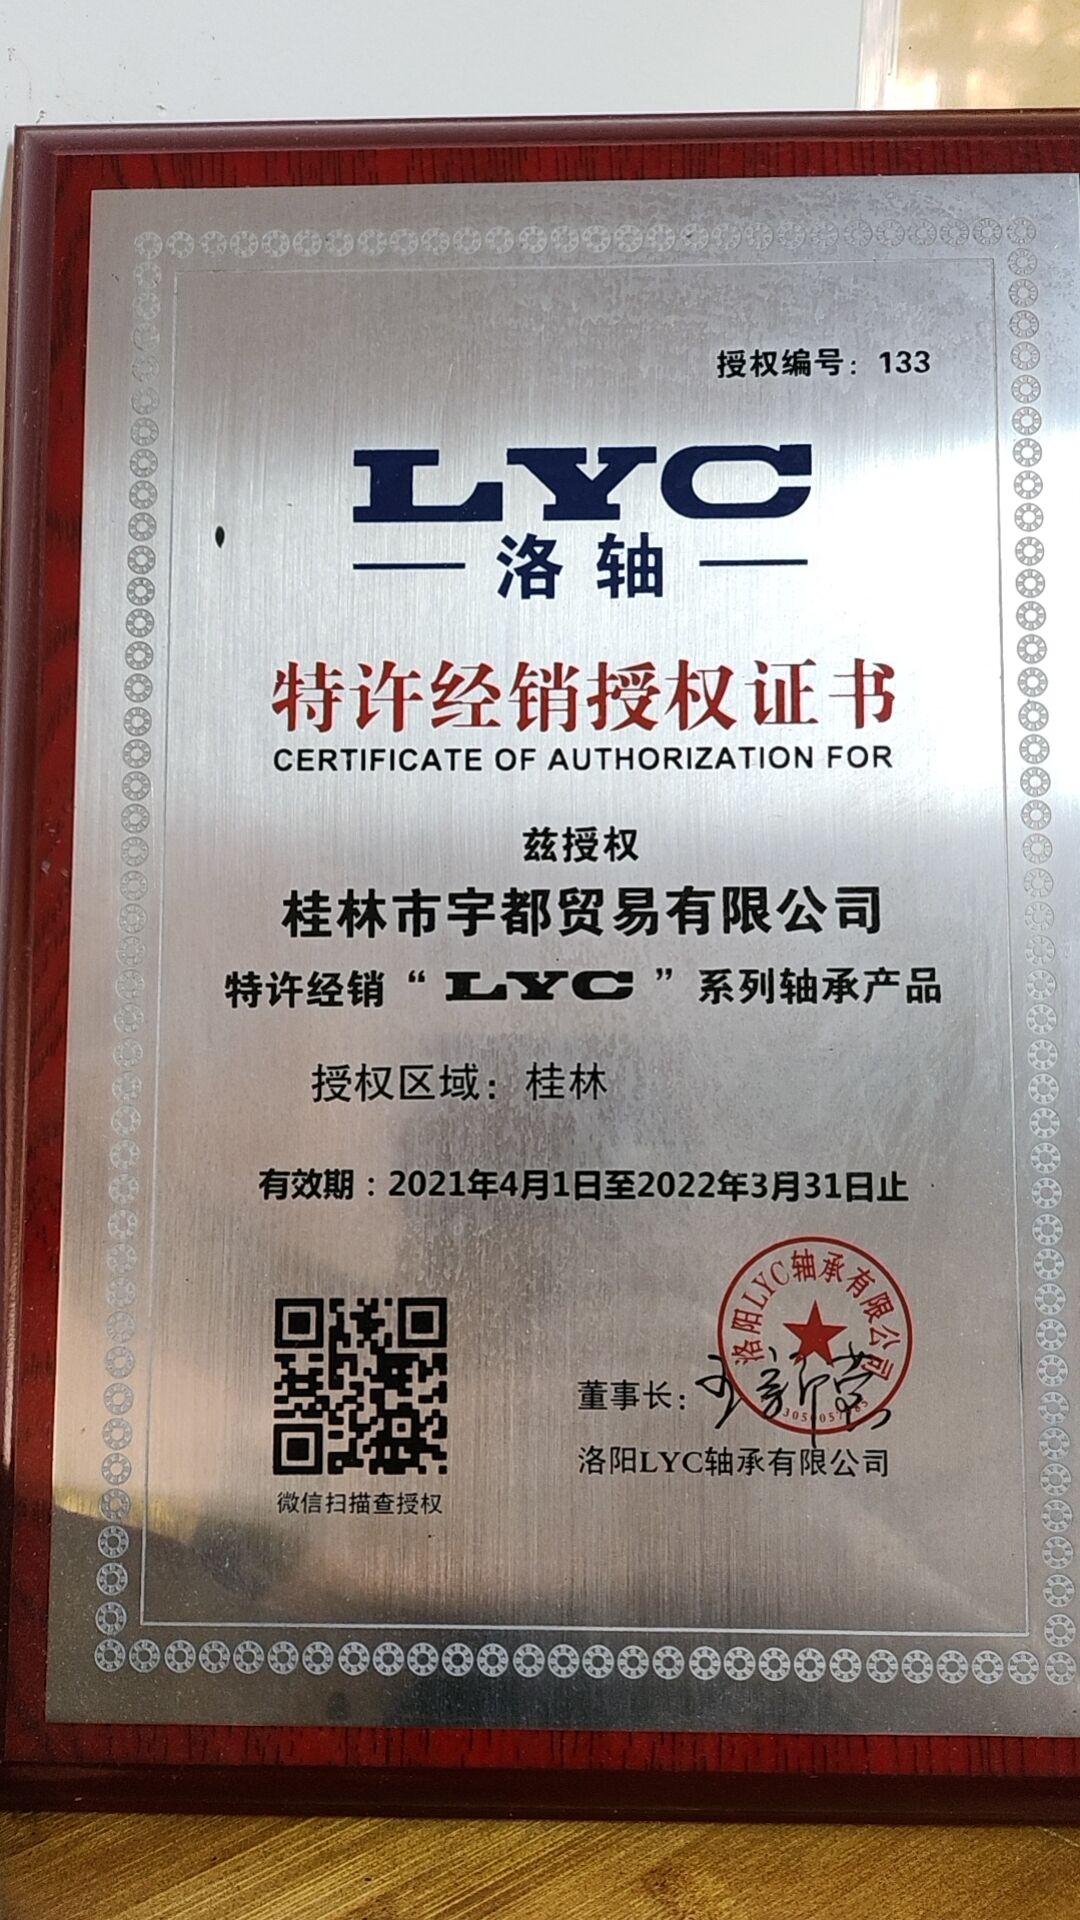 授权编号：133
LYC
洛轴
特许经销授权证书
CERTIFICATE OF AUTHORIZATION FOR
兹授权
桂林市宇都贸易有限公司
特许经销“LYC”系列轴承产品
授权区域：桂林
有效期：2021年4月1日至2022年3月31日止
洛阳LYC轴承有限公司
董事长：
洛阳LYC轴承有限公司
微信扫描查授权